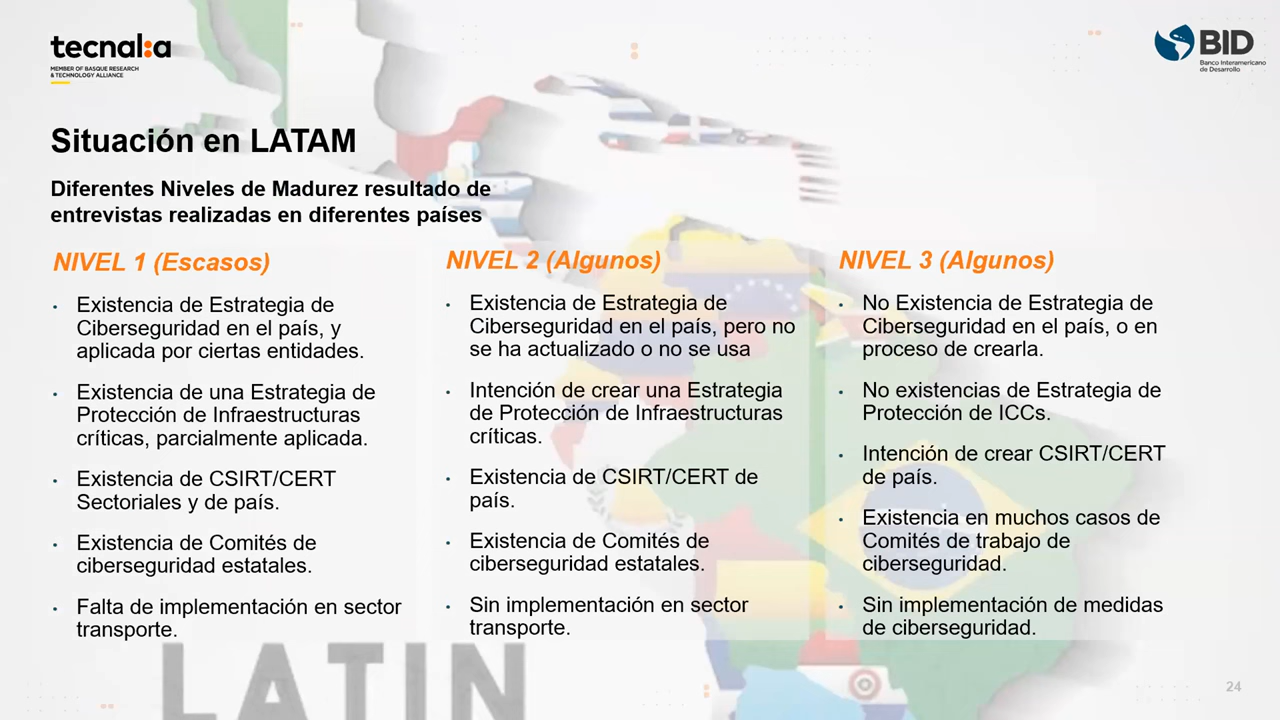 tecnal:a
MEMBER OF BASQUE RESEARCH
& TECHNOLOGY ALLIANCE
BID
Banco Interamericano
de Desarrollo
Situación en LATAM
Diferentes Niveles de Madurez resultado de
entrevistas realizadas en diferentes países
NIVEL 1 (Escasos)
· Existencia de Estrategia de
Ciberseguridad en el país, y
aplicada por ciertas entidades.
· Existencia de una Estrategia de
Protección de Infraestructuras
críticas, parcialmente aplicada.
· Existencia de CSIRT/CERT
Sectoriales y de país.
· Existencia de Comités de
ciberseguridad estatales.
· Falta de implementación en sector
transporte.
NIVEL 2 (Algunos)
· Existencia de Estrategia de
Ciberseguridad en el país, pero no
se ha actualizado o no se usa
· Intención de crear una Estrategia
de Protección de Infraestructuras
críticas.
· Existencia de CSIRT/CERT de
país.
· Existencia de Comités de
ciberseguridad estatales.
· Sin implementación en sector
transporte.
NIVEL 3 (Algunos)
· No Existencia de Estrategia de
Ciberseguridad en el país, o en
proceso de crearla.
· No existencias de Estrategia de
Protección de ICCs.
· Intención de crear CSIRT/CERT
de país.
· Existencia en muchos casos de
Comités de trabajo de
ciberseguridad.
· Sin implementación de medidas
de ciberseguridad.
LATIN
24